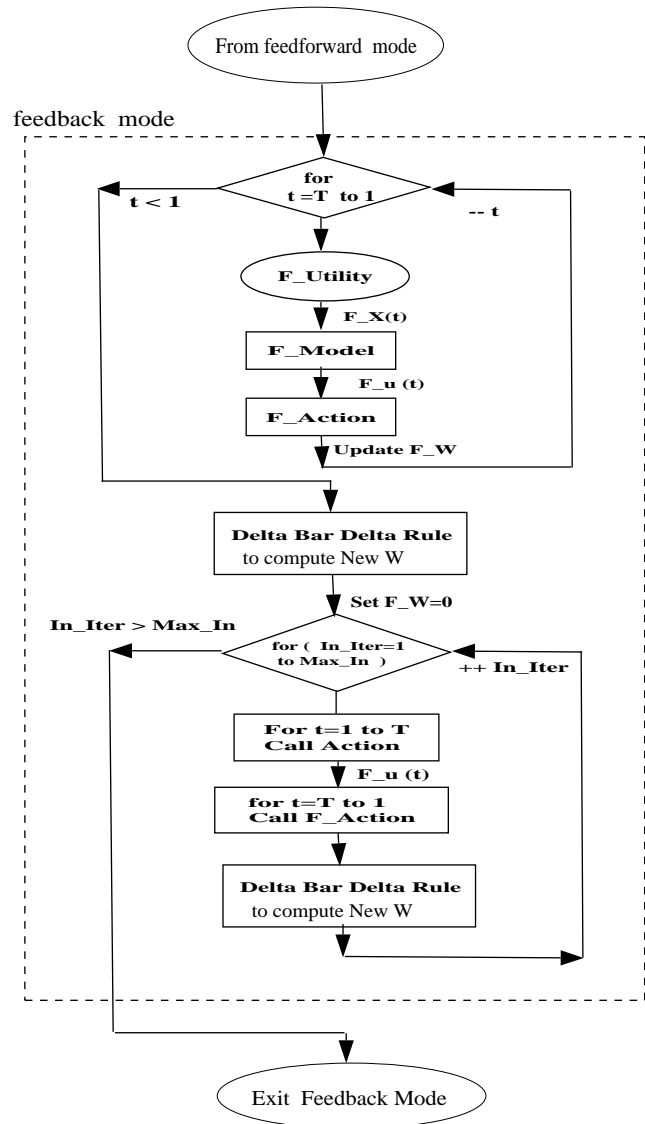 From feedforward mode
feedback mode
for
t =T to 1
t < 1
-- t
F_Utility
F_X(t)
F_Model
F_u (t)
F_Action
Update F_W
Delta Bar Delta Rule
to compute New W
Set F_W=0
In_Iter > Max_In
for ( In_Iter=1
to Max_In )
++ In_Iter
For t=1 to T
Call Action
F_u (t)
for t=T to 1
Call F_Action
Delta Bar Delta Rule
to compute New W
Exit Feedback Mode